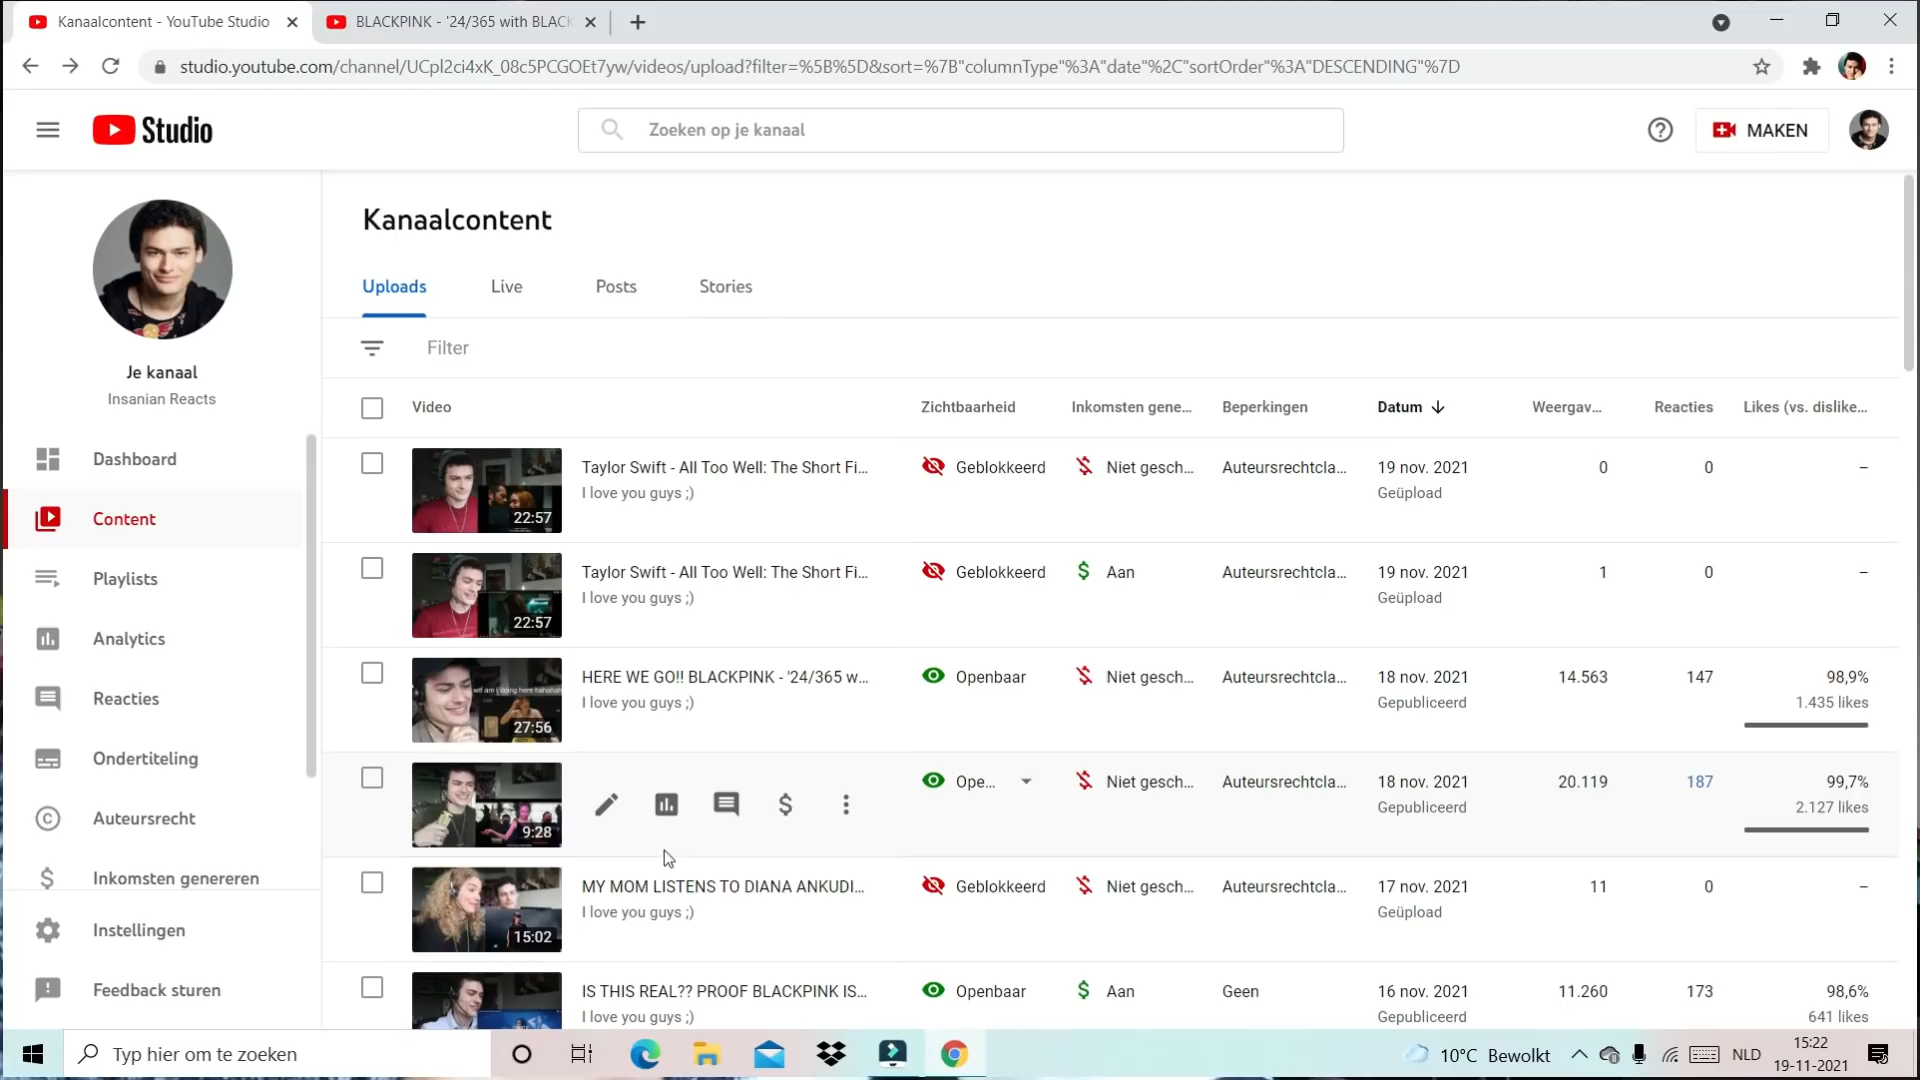 Kanaalcontent - YouTube Studio
BLACKPINK - '24/365 with BLACK
studio.youtube.com/channel/UCpl2ci4xK_08c5PCGOEt7yw/videos/upload?filter=%5B%5D&sort=%7B"columnType"%3A"date"%2C"sortOrder"%3A"DESCENDING"%7D
Studio
Zoeken op je kanaal
MAKEN
Kanaalcontent
Uploads Live Posts Stories
Filter
Je kanaal
Insanian Reacts
Dashboard
Content
Playlists
Analytics
Reacties
Ondertiteling
Auteursrecht
Inkomsten genereren
Instellingen
Feedback sturen
Video Zichtbaarheid Inkomsten gene... Beperkingen Datum Weergav... Reacties Likes (vs. dislike...
Taylor Swift - All Too Well: The Short Fi... Geblokkeerd Niet gesch... Auteursrechtcla... 19 nov. 2021 0 0 –
I love you guys ;) Geüpload
22:57
Taylor Swift - All Too Well: The Short Fi... Geblokkeerd Aan Auteursrechtcla... 19 nov. 2021 1 0 –
I love you guys ;) Geüpload
22:57
HERE WE GO!! BLACKPINK - '24/365 w... Openbaar Niet gesch... Auteursrechtcla... 18 nov. 2021 14.563 147 98,9%
wtf am i doing here hahahah
I love you guys ;) Gepubliceerd 1.435 likes
27:56
Ope... Niet gesch... Auteursrechtcla... 18 nov. 2021 20.119 187 99,7%
Gepubliceerd 2.127 likes
9:28
MY MOM LISTENS TO DIANA ANKUDI... Geblokkeerd Niet gesch... Auteursrechtcla... 17 nov. 2021 11 0 –
I love you guys ;) Geüpload
15:02
IS THIS REAL?? PROOF BLACKPINK IS... Openbaar Aan Geen 16 nov. 2021 11.260 173 98,6%
I love you guys ;) Gepubliceerd 641 likes
Typ hier om te zoeken
10°C Bewolkt
NLD
15:22
19-11-2021